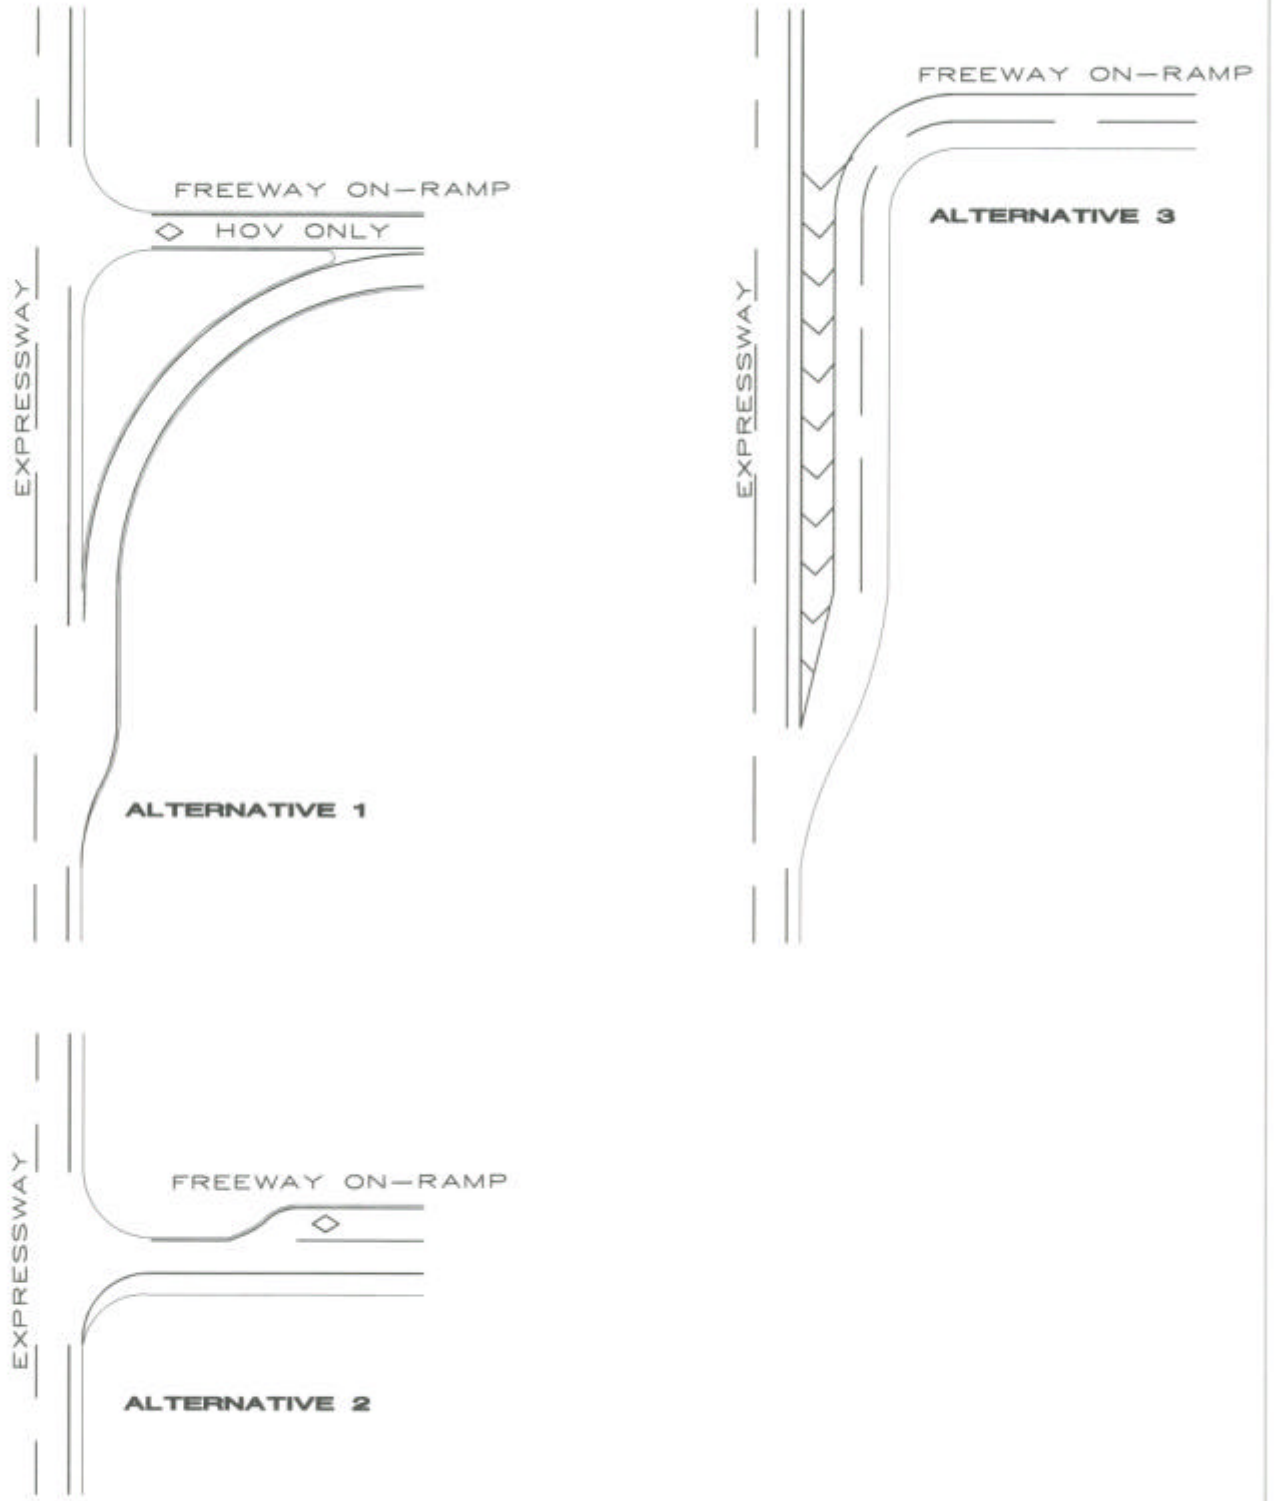 FREEWAY ON-RAMP
HOV ONLY
EXPRESSWAY
ALTERNATIVE 1
FREEWAY ON-RAMP
ALTERNATIVE 3
EXPRESSWAY
FREEWAY ON-RAMP
EXPRESSWAY
ALTERNATIVE 2